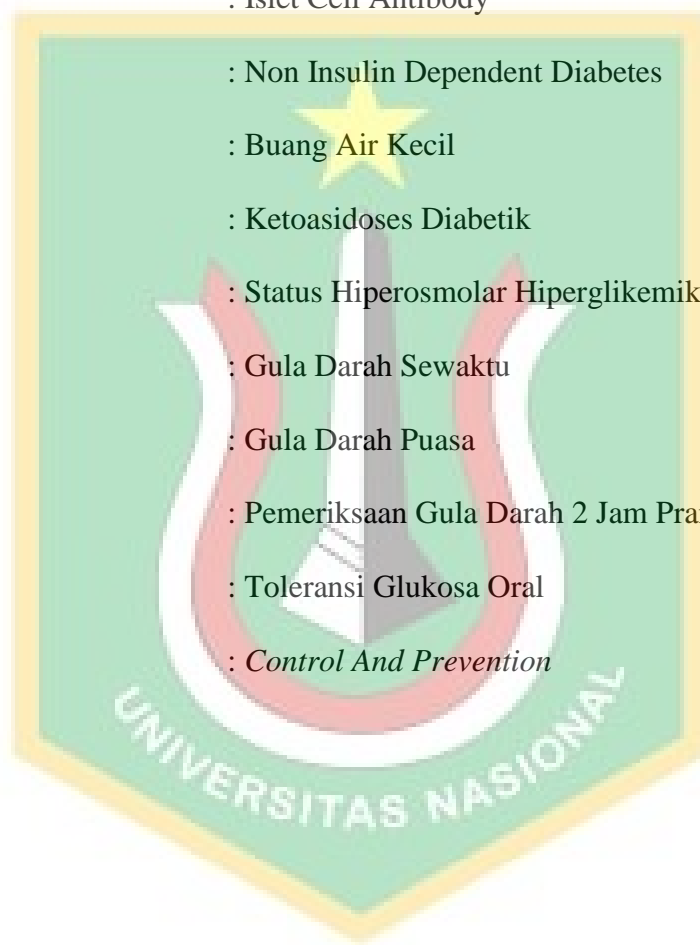 : Islet Cell Antibody
: Non Insulin Dependent Diabetes
: Buang Air Kecil
: Ketoasidoses Diabetik
: Status Hiperosmolar Hiperglikemik
: Gula Darah Sewaktu
: Gula Darah Puasa
: Pemeriksaan Gula Darah 2 Jam
: Toleransi Glukosa Oral
: Control And Prevention
UNIVERSITAS NASIONAL